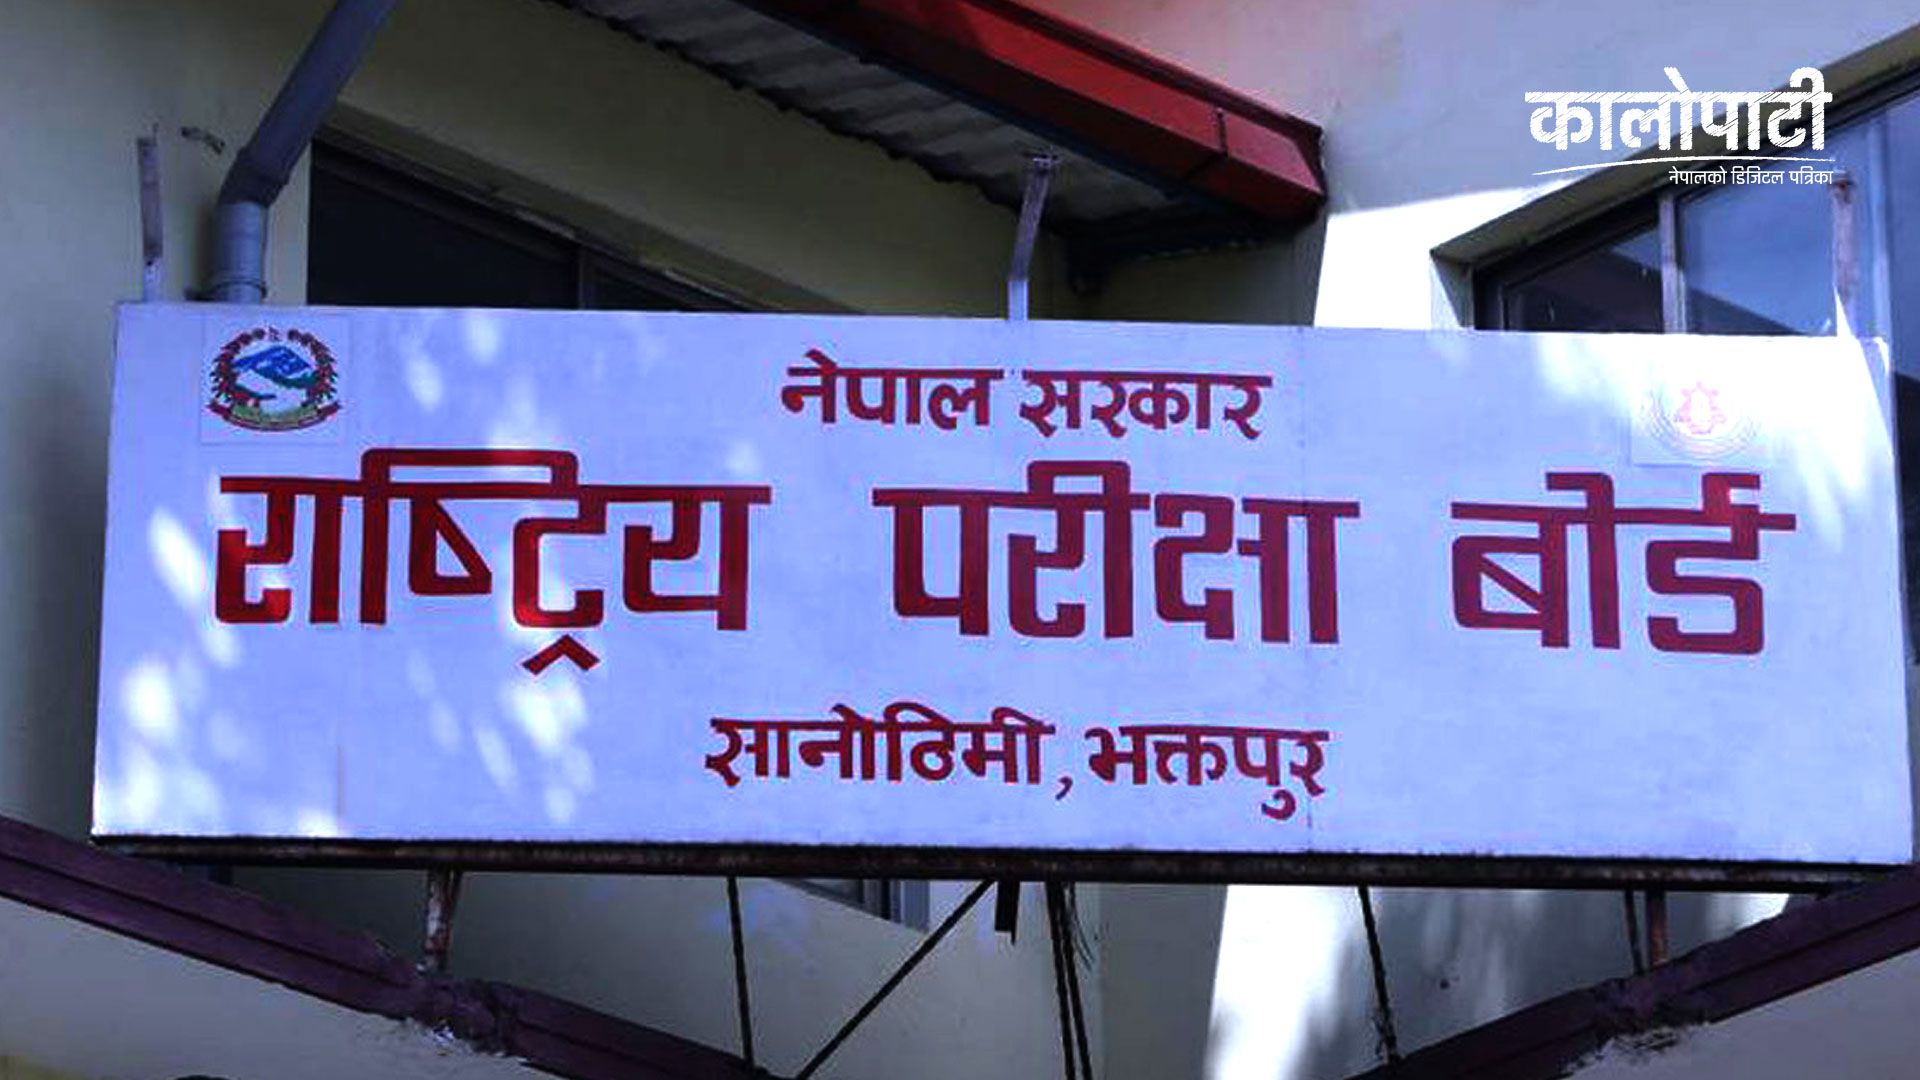 कालोपाटी
नेपालको डिजिटल पत्रिका
नेपाल सरकार
राष्ट्रिय परीक्षा बोर्ड
सानोठिमी, भक्तपुर